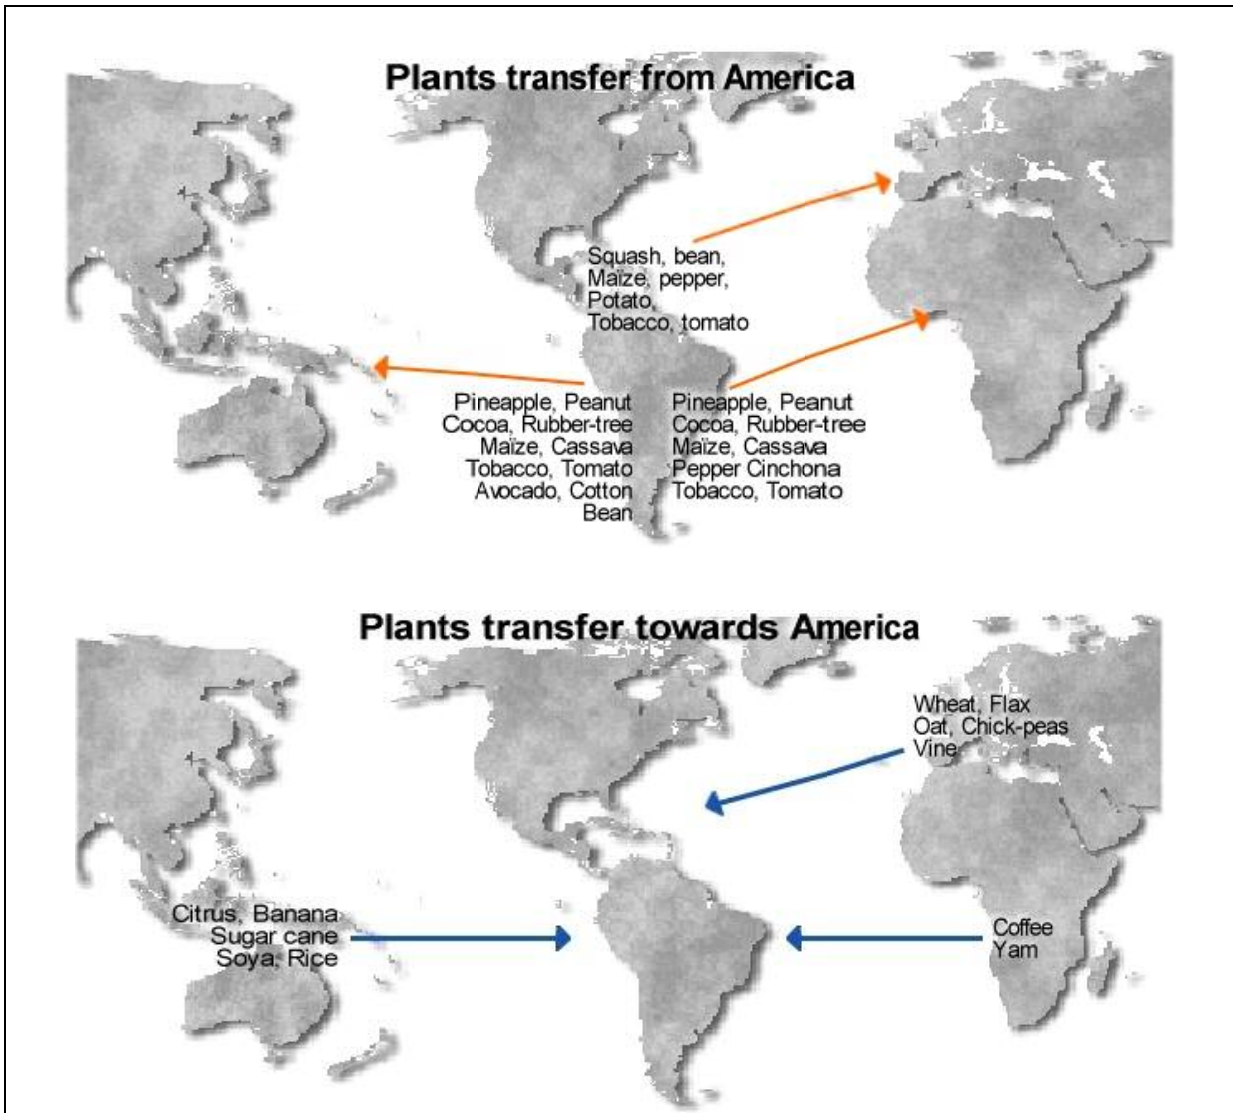 Plants transfer from America
Squash, bean,
Maïze, pepper,
Potato,
Tobacco, tomato
Pineapple, Peanut
Cocoa, Rubber-tree
Maïze, Cassava
Tobacco, Tomato
Avocado, Cotton
Bean
Pineapple, Peanut
Cocoa, Rubber-tree
Maïze, Cassava
Pepper Cinchona
Tobacco, Tomato
Plants transfer towards America
Wheat, Flax
Oat, Chick-peas
Vine
Citrus, Banana
Sugar cane
Soya, Rice
Coffee
Yam